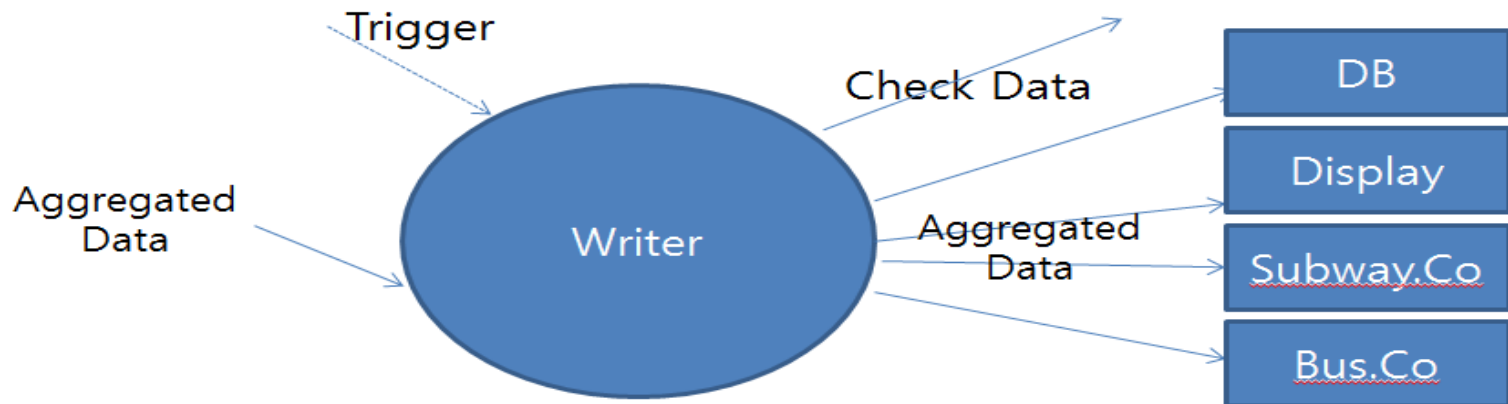 Trigger
Check Data
DB
Display
Aggregated
Data
Writer
Aggregated
Data
Subway.Co
Bus.Co